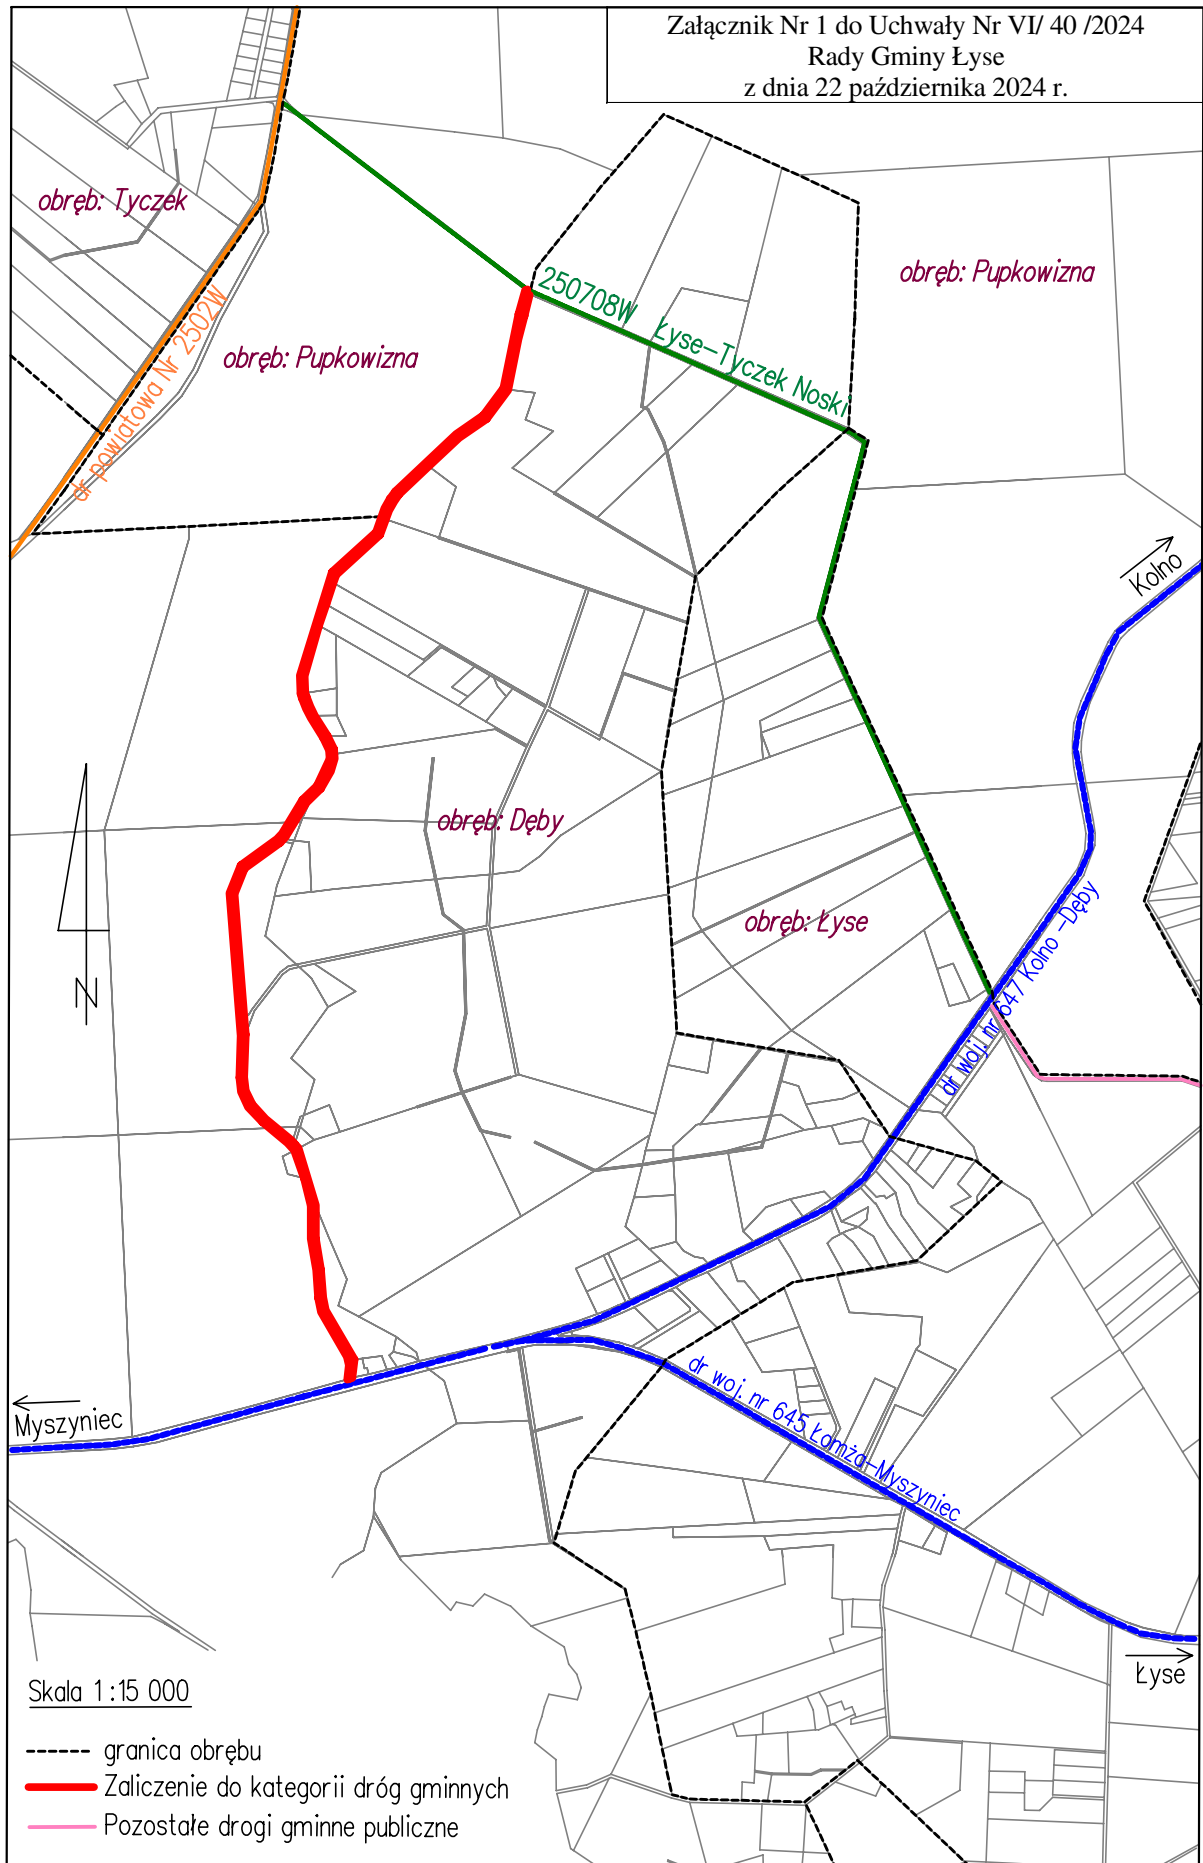 Załącznik Nr 1 do Uchwały Nr VI/ 40 /2024
Rady Gminy Łyse
z dnia 22 października 2024 r.
obręb: Tyczek
obręb: Pupkowizna
250708W Łyse-Tyczek Noski
dr powiatowa Nr 2502W
obręb: Pupkowizna
Kolno
obręb: Dęby
obręb: Łyse
dr woj. nr 647 Kolno -Dęby
N
Myszyniec
dr woj. nr 645 Łomża-Myszyniec
Łyse
Skala 1:15 000
granica obrębu
Zaliczenie do kategorii dróg gminnych
Pozostałe drogi gminne publiczne